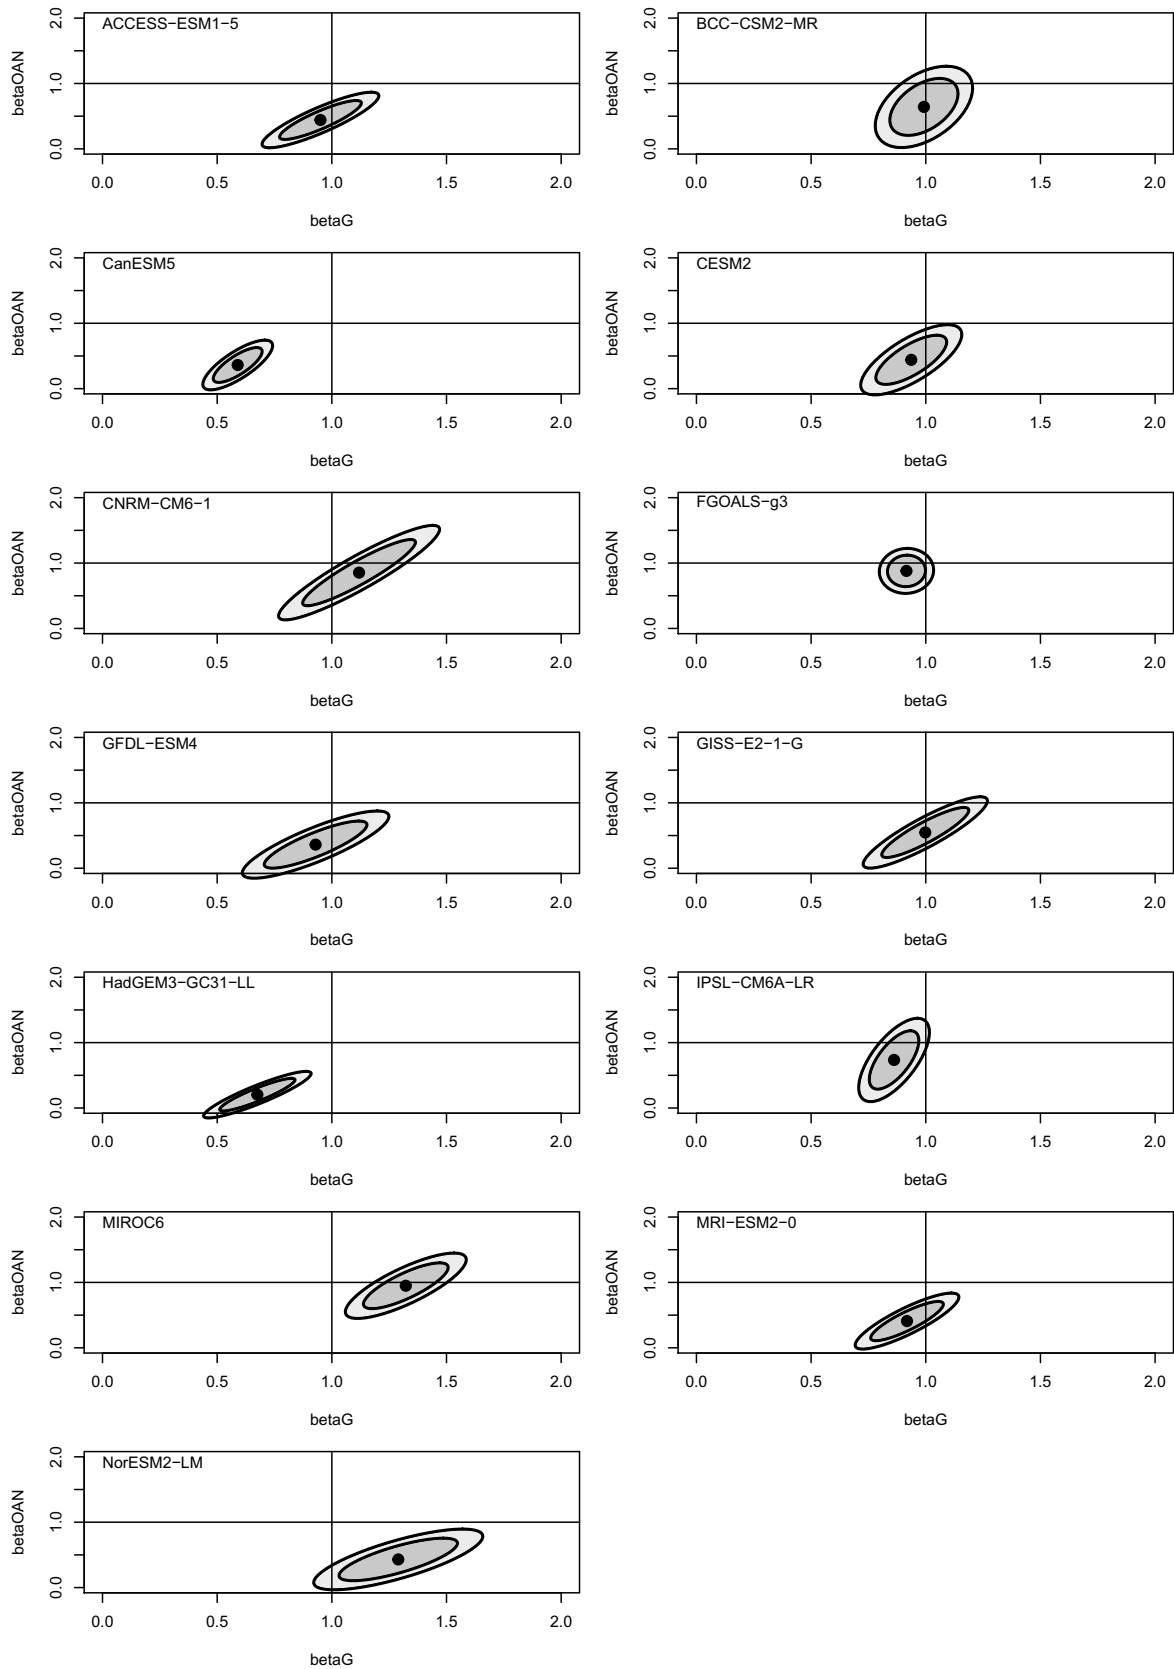 ACCESS−ESM1−5
betaOAN
0.0 1.0 2.0
0.0 0.5 1.0 1.5 2.0
betaG
BCC−CSM2−MR
betaOAN
0.0 1.0 2.0
0.0 0.5 1.0 1.5 2.0
betaG
CanESM5
betaOAN
0.0 1.0 2.0
0.0 0.5 1.0 1.5 2.0
betaG
CESM2
betaOAN
0.0 1.0 2.0
0.0 0.5 1.0 1.5 2.0
betaG
CNRM−CM6−1
betaOAN
0.0 1.0 2.0
0.0 0.5 1.0 1.5 2.0
betaG
FGOALS−g3
betaOAN
0.0 1.0 2.0
0.0 0.5 1.0 1.5 2.0
betaG
GFDL−ESM4
betaOAN
0.0 1.0 2.0
0.0 0.5 1.0 1.5 2.0
betaG
GISS−E2−1−G
betaOAN
0.0 1.0 2.0
0.0 0.5 1.0 1.5 2.0
betaG
HadGEM3−GC31−LL
betaOAN
0.0 1.0 2.0
0.0 0.5 1.0 1.5 2.0
betaG
IPSL−CM6A−LR
betaOAN
0.0 1.0 2.0
0.0 0.5 1.0 1.5 2.0
betaG
MIROC6
betaOAN
0.0 1.0 2.0
0.0 0.5 1.0 1.5 2.0
betaG
MRI−ESM2−0
betaOAN
0.0 1.0 2.0
0.0 0.5 1.0 1.5 2.0
betaG
NorESM2−LM
betaOAN
0.0 1.0 2.0
0.0 0.5 1.0 1.5 2.0
betaG